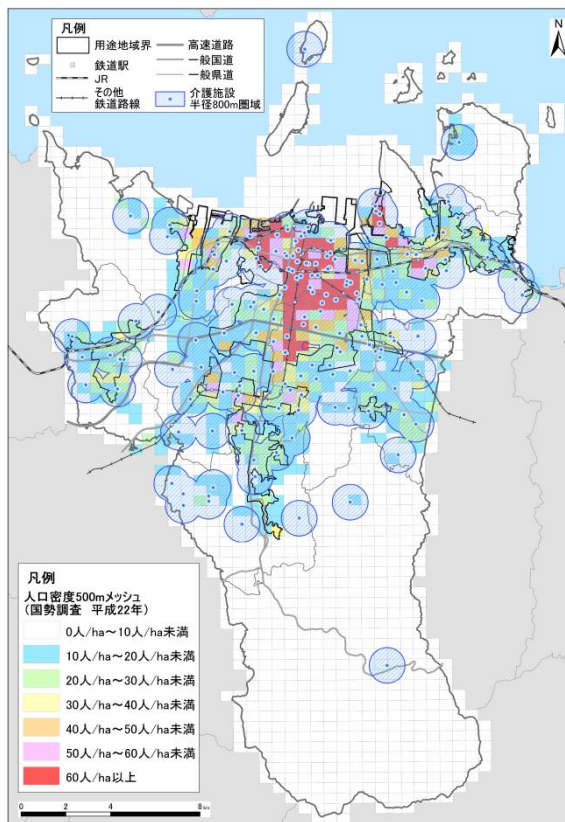 凡例
用途地域界
鉄道駅
JR
その他
鉄道路線
高速道路
一般国道
一般県道
介護施設
半径800m圏域
N
凡例
人口密度500mメッシュ
(国勢調査 平成22年)
0人/ha～10人/ha未満
10人/ha～20人/ha未満
20人/ha～30人/ha未満
30人/ha～40人/ha未満
40人/ha～50人/ha未満
50人/ha～60人/ha未満
60人/ha以上
0 2 4 8 km